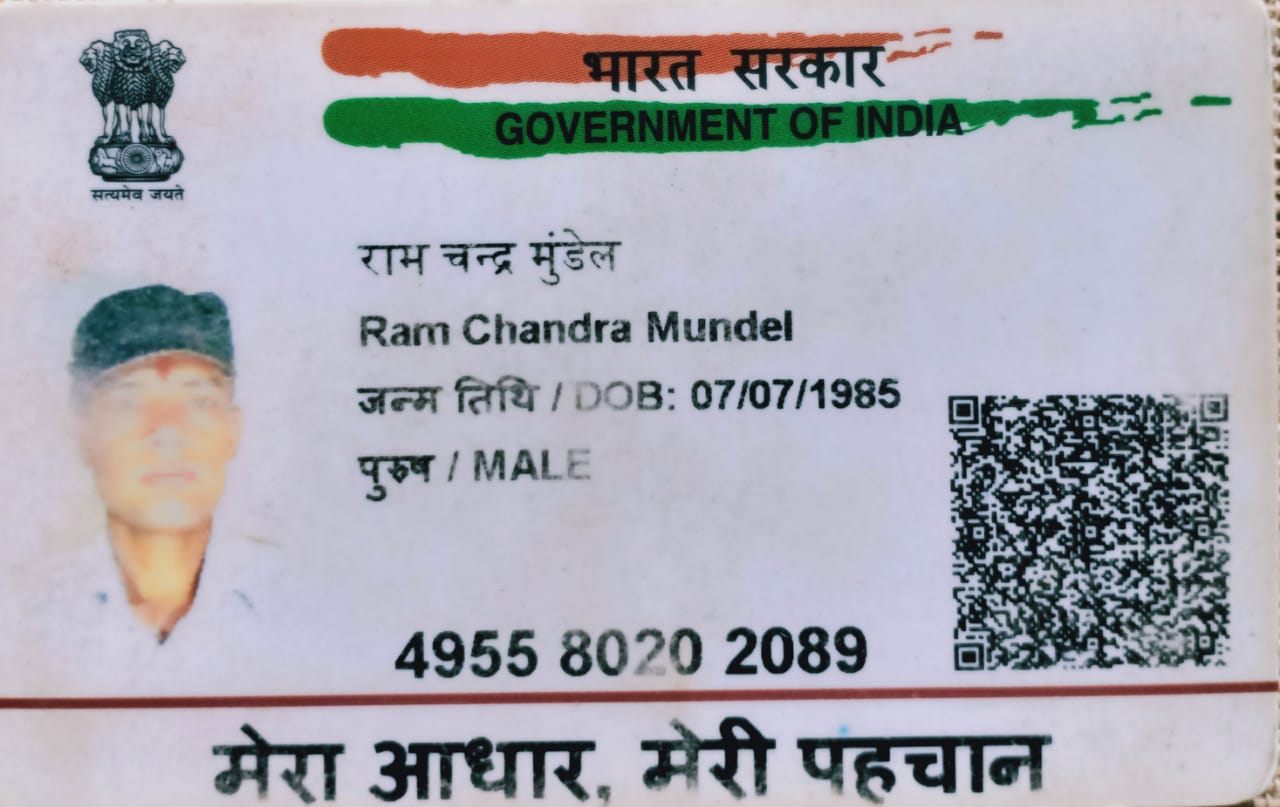 भारत सरकार
GOVERNMENT OF INDIA
सत्यमेव जयते
राम चन्द्र मुंडेल
Ram Chandra Mundel
जन्म तिथि / DOB: 07/07/1985
पुरुष / MALE
4955 8020 2089
मेरा आधार, मेरी पहचान